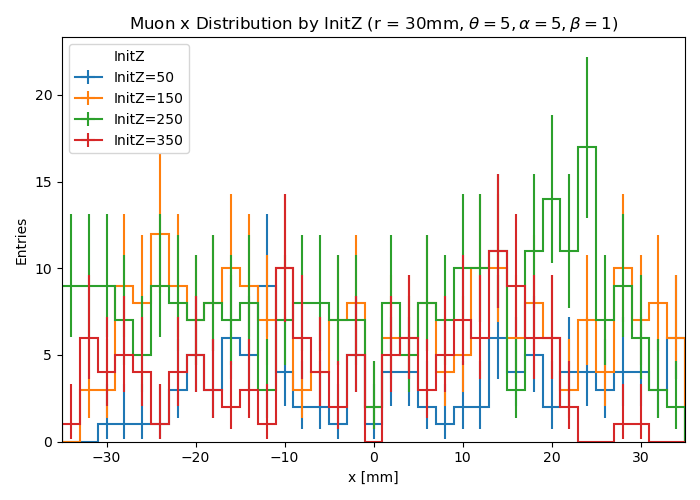 Muon x Distribution by InitZ (r = 30mm, θ = 5, α = 5, β = 1)
InitZ
InitZ=50
InitZ=150
InitZ=250
InitZ=350
20
15
10
5
0
Entries
−30 −20 −10 0 10 20 30
x [mm]